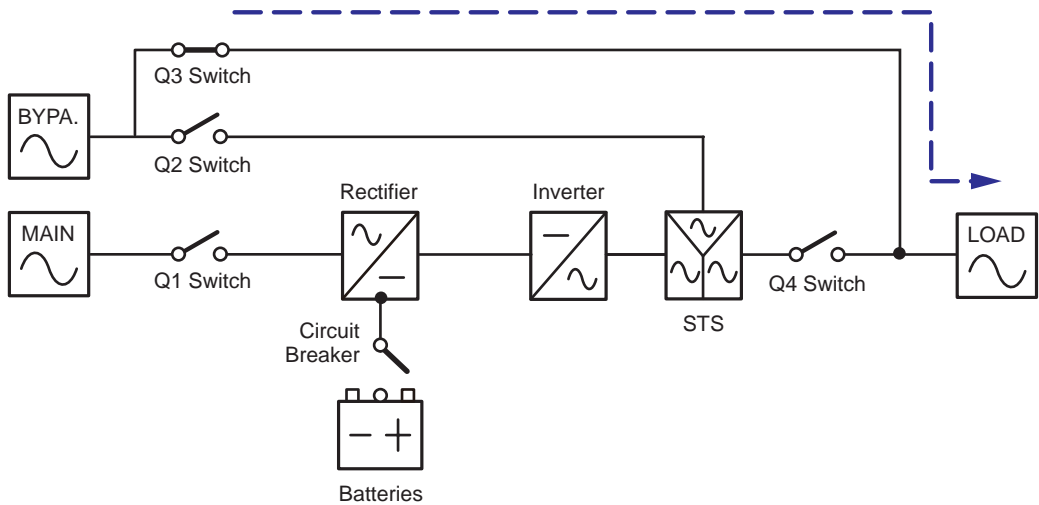 Q3 Switch
BYPA.
Q2 Switch
Rectifier
Inverter
MAIN
LOAD
Q1 Switch
Q4 Switch
STS
Circuit
Breaker
Batteries